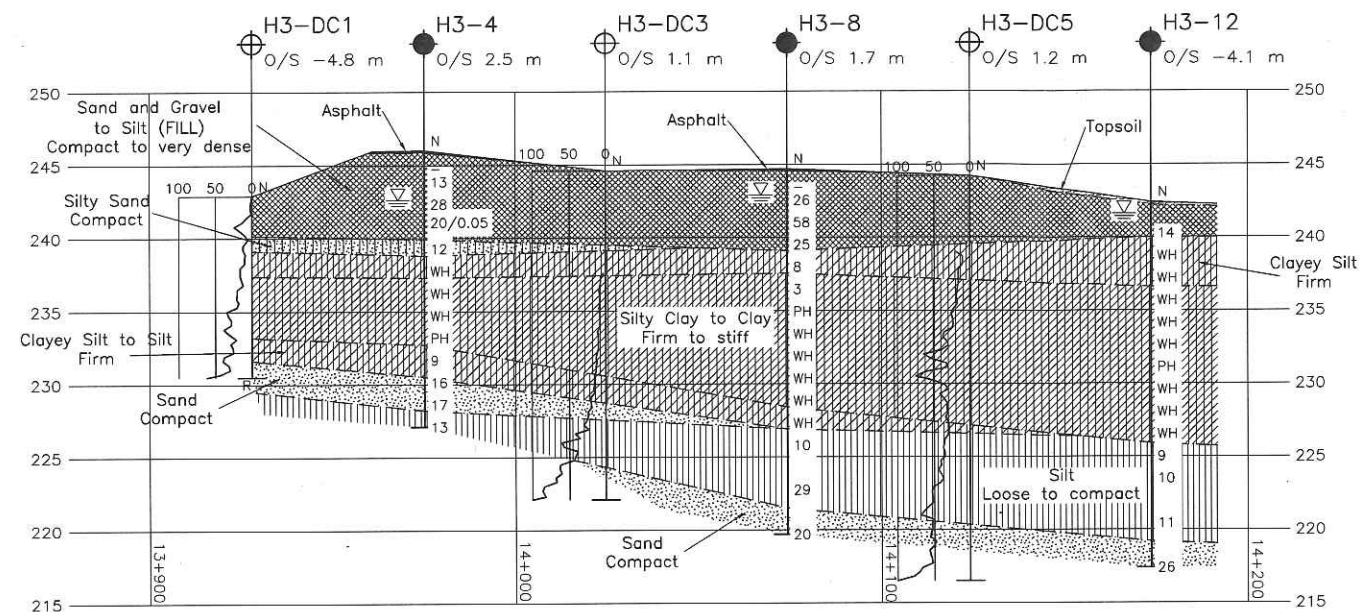 H3-DC1 H3-4 H3-DC3 H3-8 H3-DC5 H3-12
O/S -4.8 m O/S 2.5 m O/S 1.1 m O/S 1.7 m O/S 1.2 m O/S -4.1 m
250 250
Sand and Gravel
to Silt (FILL)
Compact to very dense
Asphalt
Asphalt
Topsoil
245 245
N
100 50 0 N
N
100 50 0 N
N
100 50 0 N
Silty Sand
Compact
240 240
13
28
20/0.05
12
WH
PH
WH
PH
9
16
17
13
26
58
25
8
3
PH
WH
WH
WH
WH
WH
10
29
20
14
WH
WH
WH
WH
WH
PH
WH
WH
WH
9
10
11
26
Clayey Silt
Firm
235 235
Silty Clay to Clay
Firm to stiff
Clayey Silt to Silt
Firm
230 230
R
Sand
Compact
225 225
Silt
Loose to compact
220 220
Sand
Compact
215 215
13+900
14+000
14+100
14+200